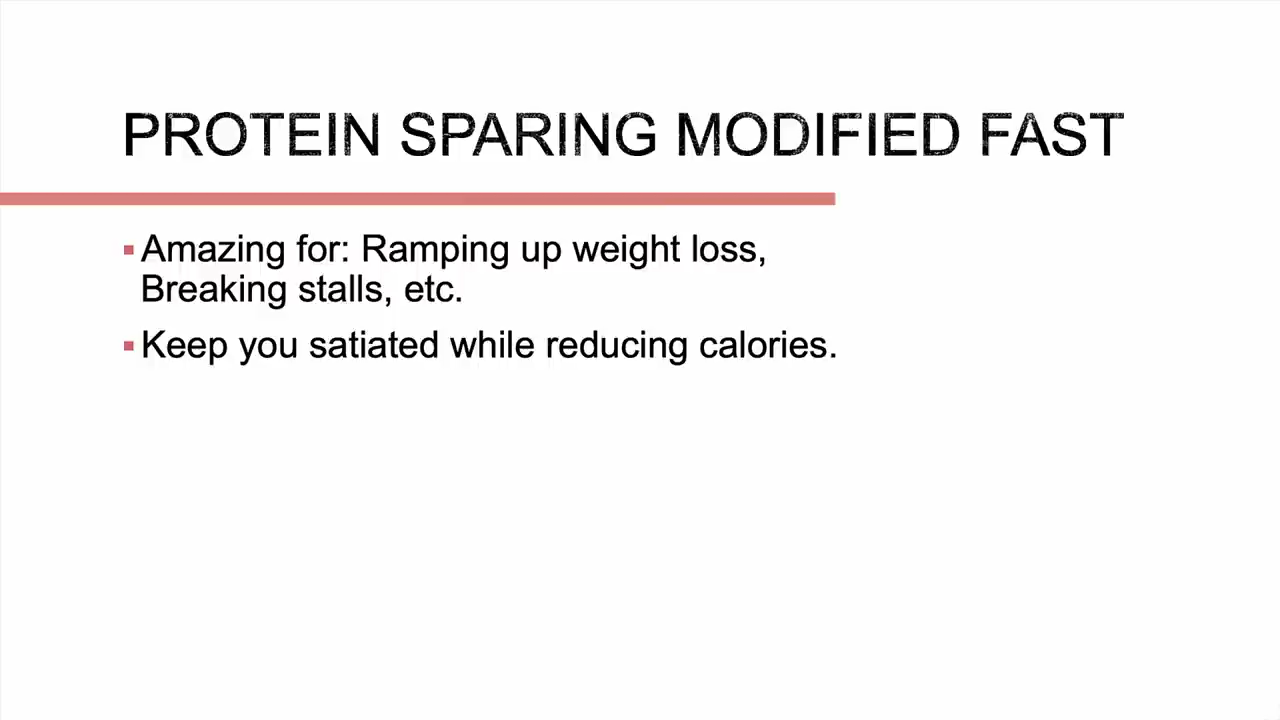 PROTEIN SPARING MODIFIED FAST
▪ Amazing for: Ramping up weight loss,
Breaking stalls, etc.
▪ Keep you satiated while reducing calories.